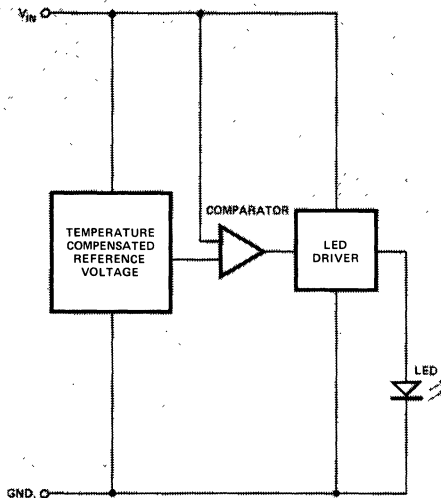 VIN
COMPARATOR
TEMPERATURE
COMPENSATED
REFERENCE
VOLTAGE
LED
DRIVER
LED
GND.